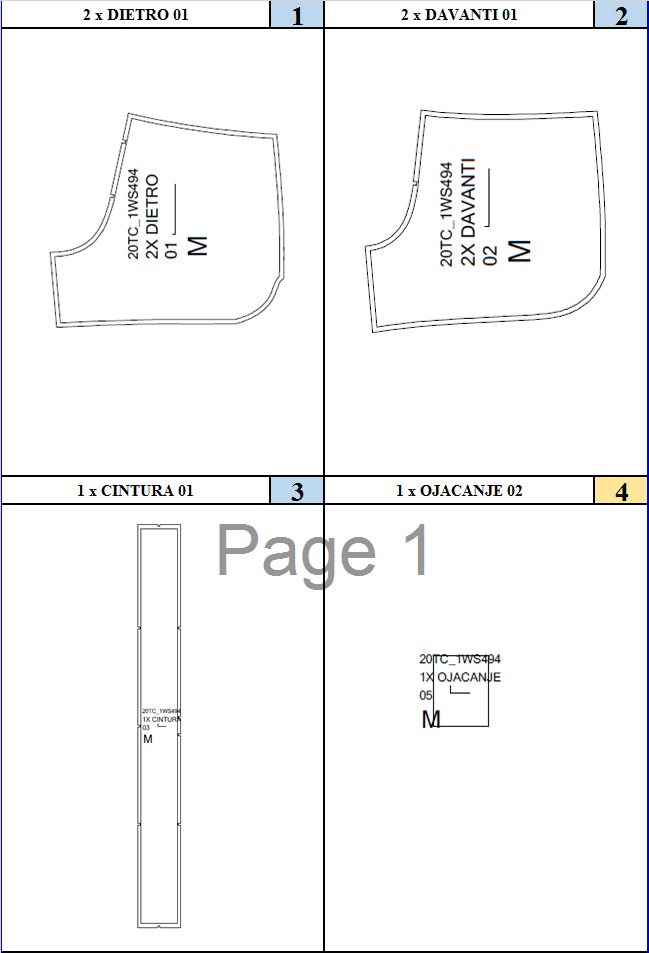 2 x DIETRO 01
1
2 x DAVANTI 01
2
20TC_1WS494
2X DIETRO
01
M
20TC_1WS494
2X DAVANTI
02
M
1 x CINTURA 01
3
1 x OJACANJE 02
4
Page 1
20TC_1WS494
1X CINTURA
03
M
20TC_1WS494
1X OJACANJE
05
M